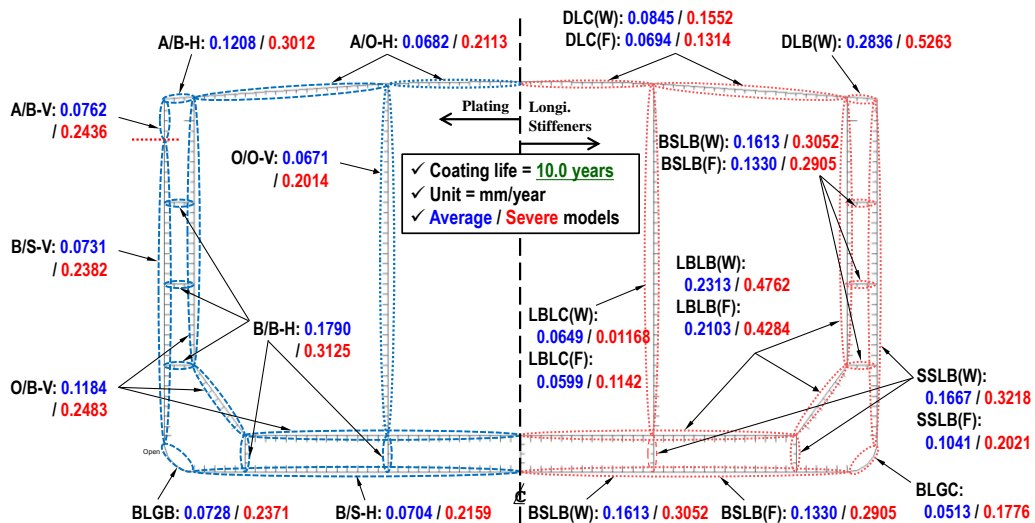 A/B-H: 0.1208 / 0.3012
A/O-H: 0.0682 / 0.2113
DLC(W): 0.0845 / 0.1552
DLC(F): 0.0694 / 0.1314
DLB(W): 0.2836 / 0.5263
A/B-V: 0.0762
/ 0.2436
Plating
Longi.
Stiffeners
O/O-V: 0.0671
/ 0.2014
BSLB(W): 0.1613 / 0.3052
BSLB(F): 0.1330 / 0.2905
✓ Coating life = 10.0 years
✓ Unit = mm/year
✓ Average / Severe models
B/S-V: 0.0731
/ 0.2382
LBLB(W):
0.2313 / 0.4762
LBLB(F):
0.2103 / 0.4284
B/B-H: 0.1790
/ 0.3125
LBLC(W):
0.0649 / 0.01168
LBLC(F):
0.0599 / 0.1142
O/B-V: 0.1184
/ 0.2483
SSLB(W):
0.1667 / 0.3218
SSLB(F):
0.1041 / 0.2021
Open
BLGB: 0.0728 / 0.2371
B/S-H: 0.0704 / 0.2159
C
BSLB(W): 0.1613 / 0.3052
BSLB(F): 0.1330 / 0.2905
BLGC:
0.0513 / 0.1776